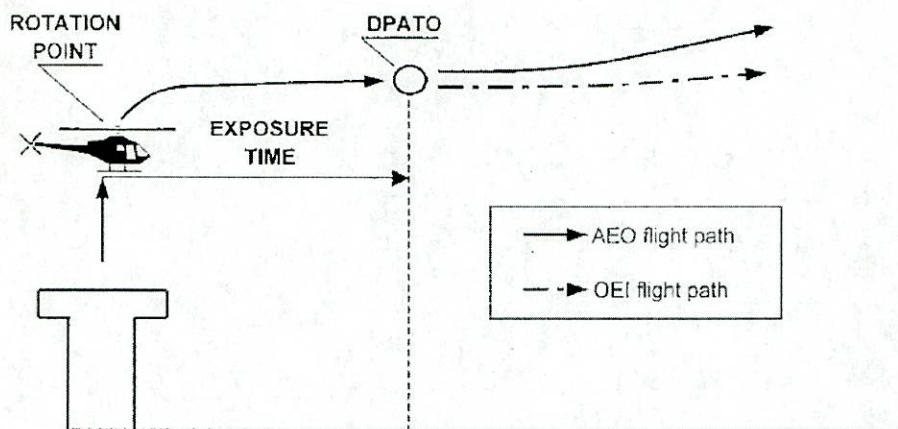 ROTATION
POINT
DPATO
EXPOSURE
TIME
AEO flight path
OEI flight path